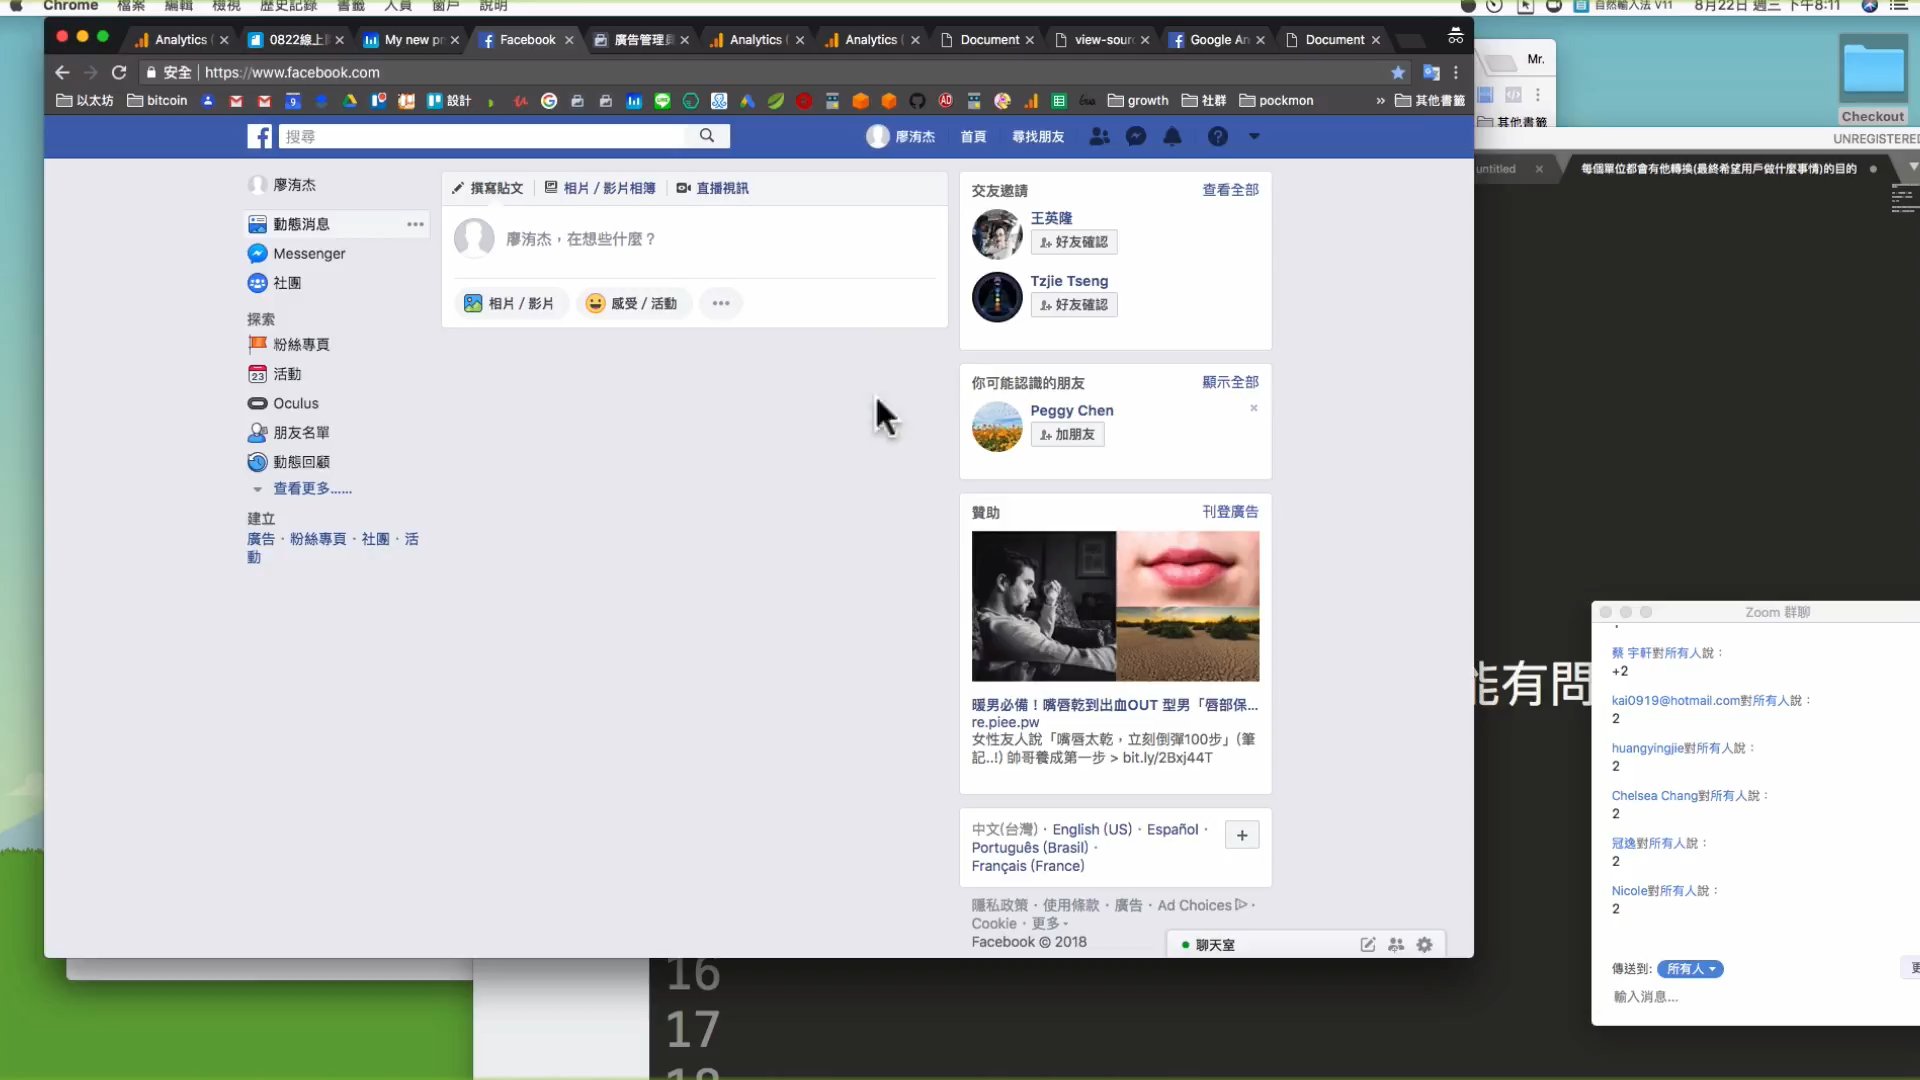 Chrome 檔案 編輯 檢視 歷史記錄 書籤 人員 窗戶 說明
自然輸入法 V11 8月22日 週三 下午8:11
Analytics ( 0822線上 My new pr Facebook 廣告管理員 Analytics ( Analytics ( Document view-sour Google An Document
Mr.
安全 https://www.facebook.com
以太坊 bitcoin 設計 growth 社群 pockmon » 其他書籤
其他書籤
Checkout
UNREGISTERED
untitled 每個單位都會有他轉換(最終希望用戶做什麼事情)的目的
搜尋
廖洧杰 首頁 尋找朋友
廖洧杰
動態消息
Messenger
社團
探索
粉絲專頁
活動
Oculus
朋友名單
動態回顧
查看更多......
建立
廣告 · 粉絲專頁 · 社團 · 活
動
撰寫貼文 相片 / 影片相簿 直播視訊
廖洧杰，在想些什麼？
相片 / 影片 感受 / 活動
交友邀請 查看全部
王英隆
好友確認
Tzjie Tseng
好友確認
你可能認識的朋友 顯示全部
Peggy Chen
加朋友
贊助 刊登廣告
暖男必備！嘴唇乾到出血OUT 型男「唇部保...
re.piee.pw
女性友人說「嘴唇太乾，立刻倒彈100步」(筆
記..!) 帥哥養成第一步 > bit.ly/2Bxj44T
中文(台灣) · English (US) · Español ·
Português (Brasil) ·
Français (France)
隱私政策 · 使用條款 · 廣告 · Ad Choices ·
Cookie · 更多
Facebook © 2018
聊天室
能有問
16
17
18
Zoom 群聊
蔡 宇軒對所有人說：
+2
kai0919@hotmail.com對所有人說：
2
huangyingjie對所有人說：
2
Chelsea Chang對所有人說：
2
冠逸對所有人說：
2
Nicole對所有人說：
2
傳送到: 所有人
更
輸入消息...